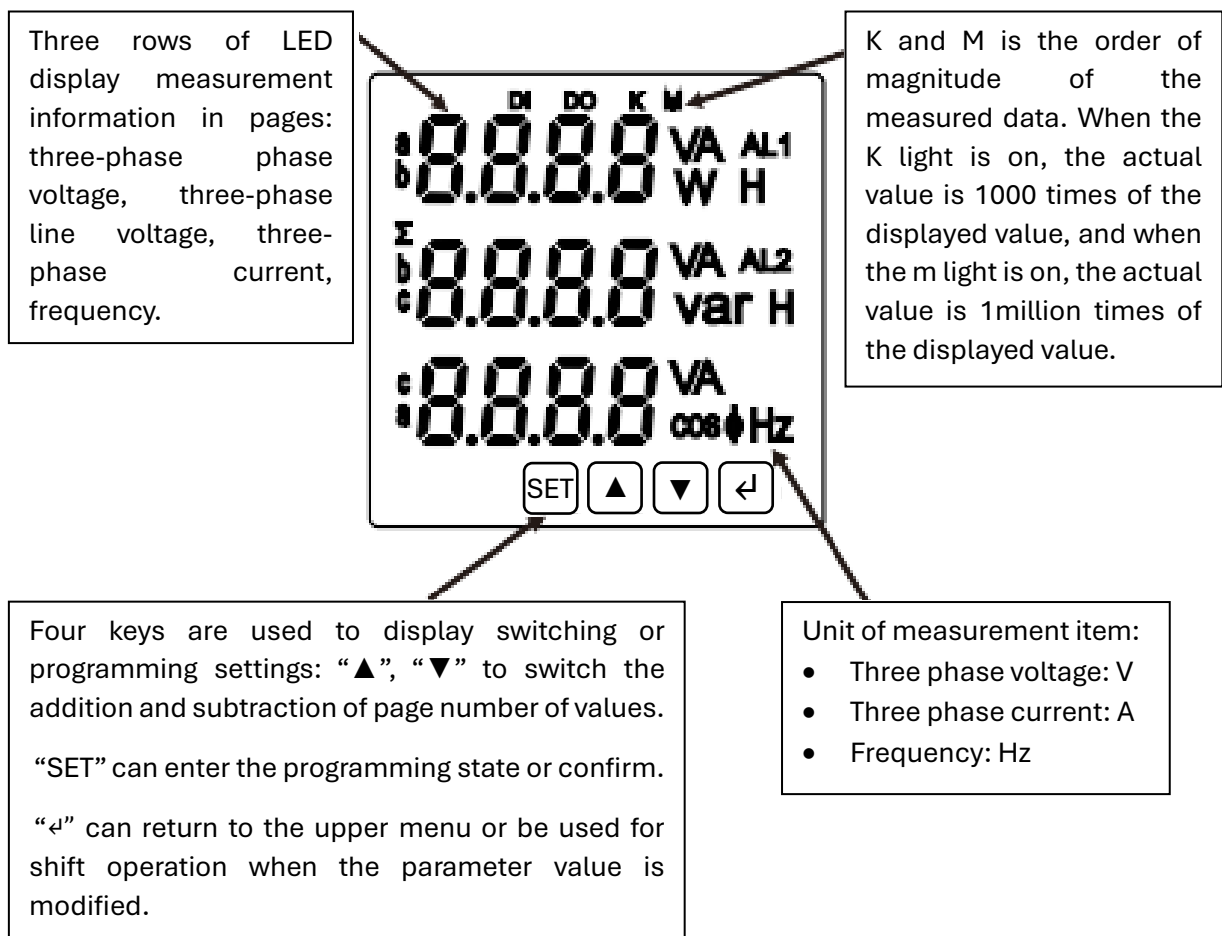 Three rows of LED
display measurement
information in pages:
three-phase phase
voltage, three-phase
line voltage, three-
phase current,
frequency.
K and M is the order of
magnitude of the
measured data. When the
K light is on, the actual
value is 1000 times of the
displayed value, and when
the m light is on, the actual
value is 1million times of
the displayed value.
DI DO K M
a 8.8.8.8 VA AL1
b W H
Σ
b 8.8.8.8 VA AL2
c var H
c 8.8.8.8 VA
a cosϕ Hz
SET ▲ ▼ ↵
Four keys are used to display switching or
programming settings: “▲”, “▼” to switch the
addition and subtraction of page number of values.
“SET” can enter the programming state or confirm.
“↵” can return to the upper menu or be used for
shift operation when the parameter value is
modified.
Unit of measurement item:
• Three phase voltage: V
• Three phase current: A
• Frequency: Hz